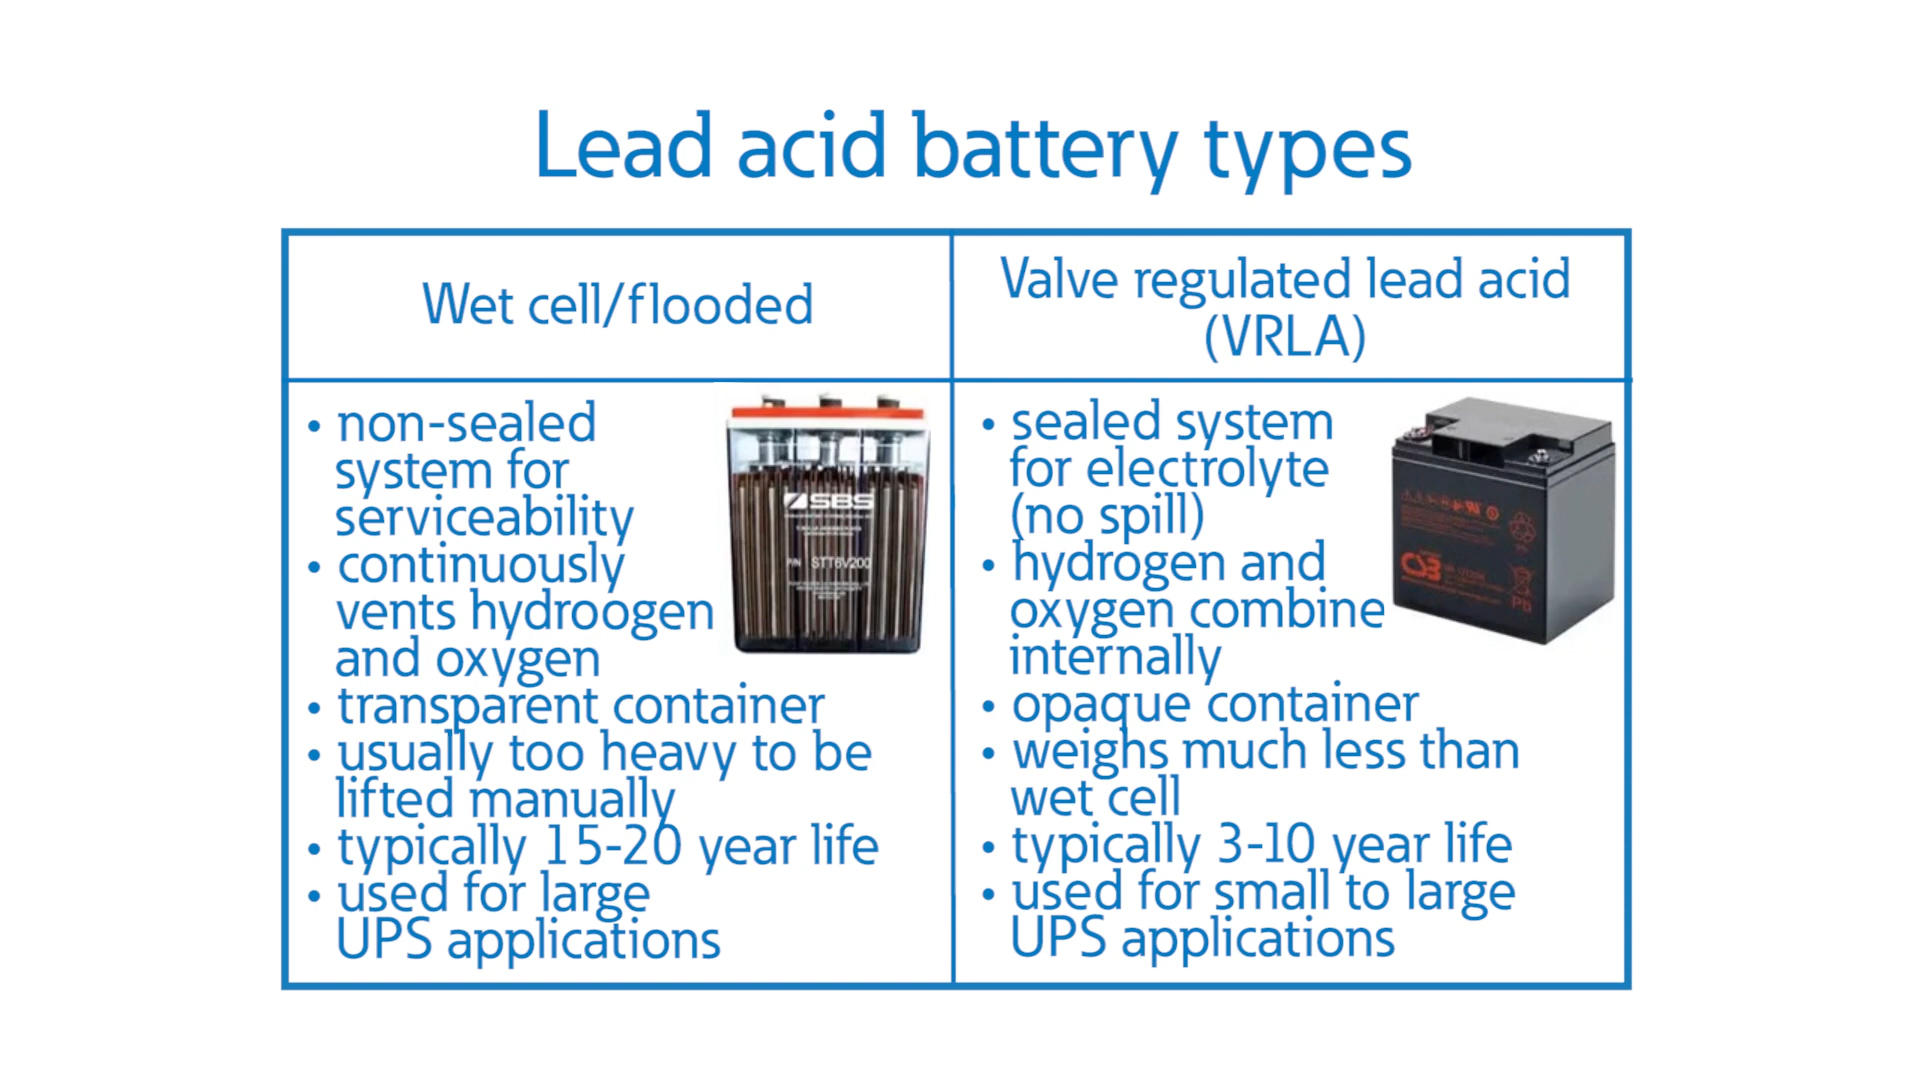 Lead acid battery types
Wet cell/flooded
Valve regulated lead acid
(VRLA)
• non-sealed
system for
serviceability
• continuously
vents hydroogen
and oxygen
• transparent container
• usually too heavy to be
lifted manually
• typically 15-20 year life
• used for large
UPS applications
SBS
P/N STT6V200
• sealed system
for electrolyte
(no spill)
• hydrogen and
oxygen combine
internally
• opaque container
• weighs much less than
wet cell
• typically 3-10 year life
• used for small to large
UPS applications
CSB
Pb